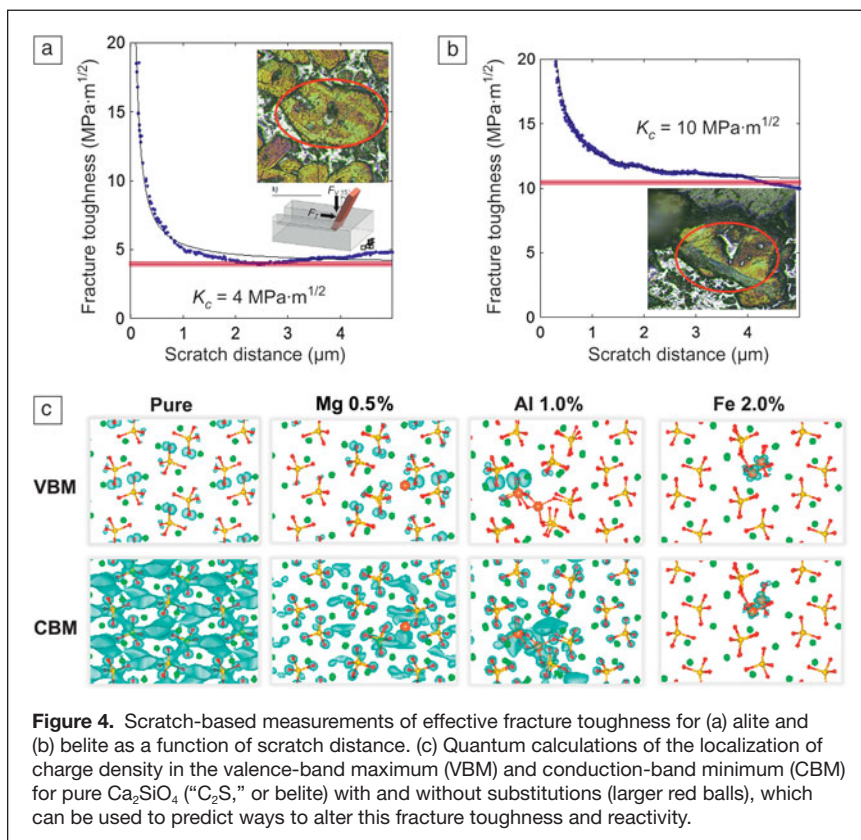 a
20
15
10
5
0
0 1 2 3 4
Fracture toughness (MPa·m1/2)
Scratch distance (μm)
Kc = 4 MPa·m1/2
b
20
15
10
5
0
0 1 2 3 4
Fracture toughness (MPa·m1/2)
Scratch distance (μm)
Kc = 10 MPa·m1/2
c
Pure Mg 0.5% Al 1.0% Fe 2.0%
VBM
CBM
Figure 4. Scratch-based measurements of effective fracture toughness for (a) alite and
(b) belite as a function of scratch distance. (c) Quantum calculations of the localization of
charge density in the valence-band maximum (VBM) and conduction-band minimum (CBM)
for pure Ca2SiO4 (“C2S,” or belite) with and without substitutions (larger red balls), which
can be used to predict ways to alter this fracture toughness and reactivity.